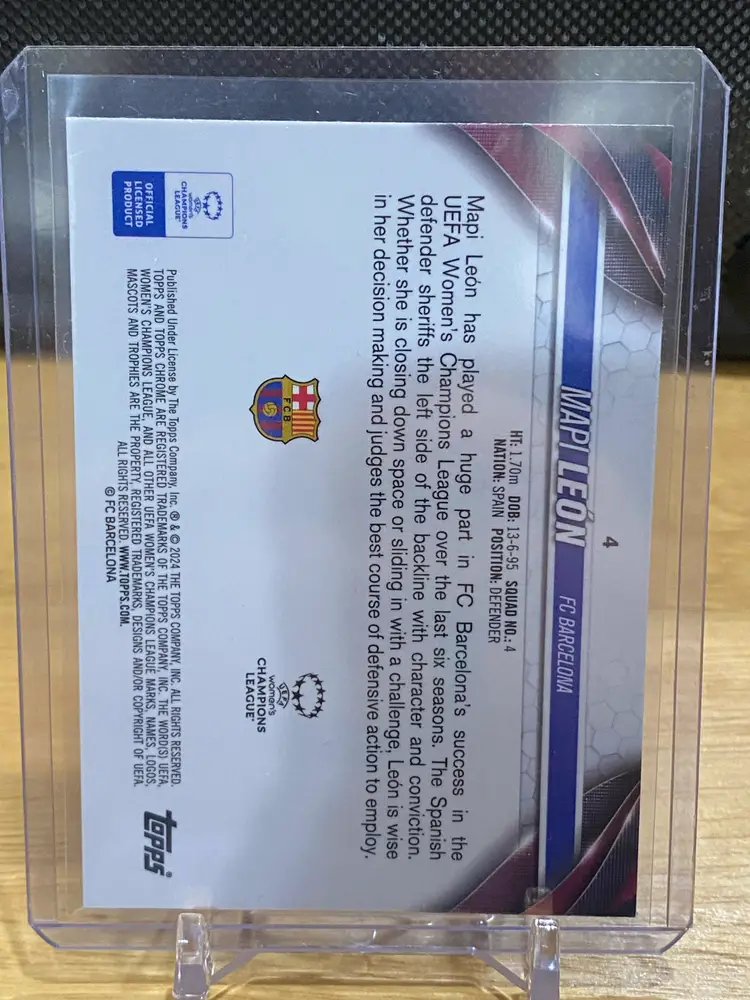 4
MAPI LEÓN FC BARCELONA
HT: 1.70m DOB: 13-6-95 SQUAD NO.: 4
NATION: SPAIN POSITION: DEFENDER
Mapi León has played a huge part in FC Barcelona's success in the
UEFA Women's Champions League over the last six seasons. The Spanish
defender sheriffs the left side of the backline with character and conviction.
Whether she is closing down space or sliding in with a challenge, León is wise
in her decision making and judges the best course of defensive action to employ.
FCB
UEFA
women's
CHAMPIONS
LEAGUE
UEFA
women's
CHAMPIONS
LEAGUE
OFFICIAL
LICENSED
PRODUCT
Published Under License by The Topps Company, Inc. ® & © 2024 THE TOPPS COMPANY, INC. ALL RIGHTS RESERVED.
TOPPS AND TOPPS CHROME ARE REGISTERED TRADEMARKS OF THE TOPPS COMPANY, INC. THE WORD(S) UEFA,
WOMEN'S CHAMPIONS LEAGUE, AND ALL OTHER UEFA WOMEN'S CHAMPIONS LEAGUE MARKS, NAMES, LOGOS,
MASCOTS AND TROPHIES ARE THE PROPERTY, REGISTERED TRADEMARKS, DESIGNS AND/OR COPYRIGHT OF UEFA.
ALL RIGHTS RESERVED. WWW.TOPPS.COM.
© FC BARCELONA
topps®